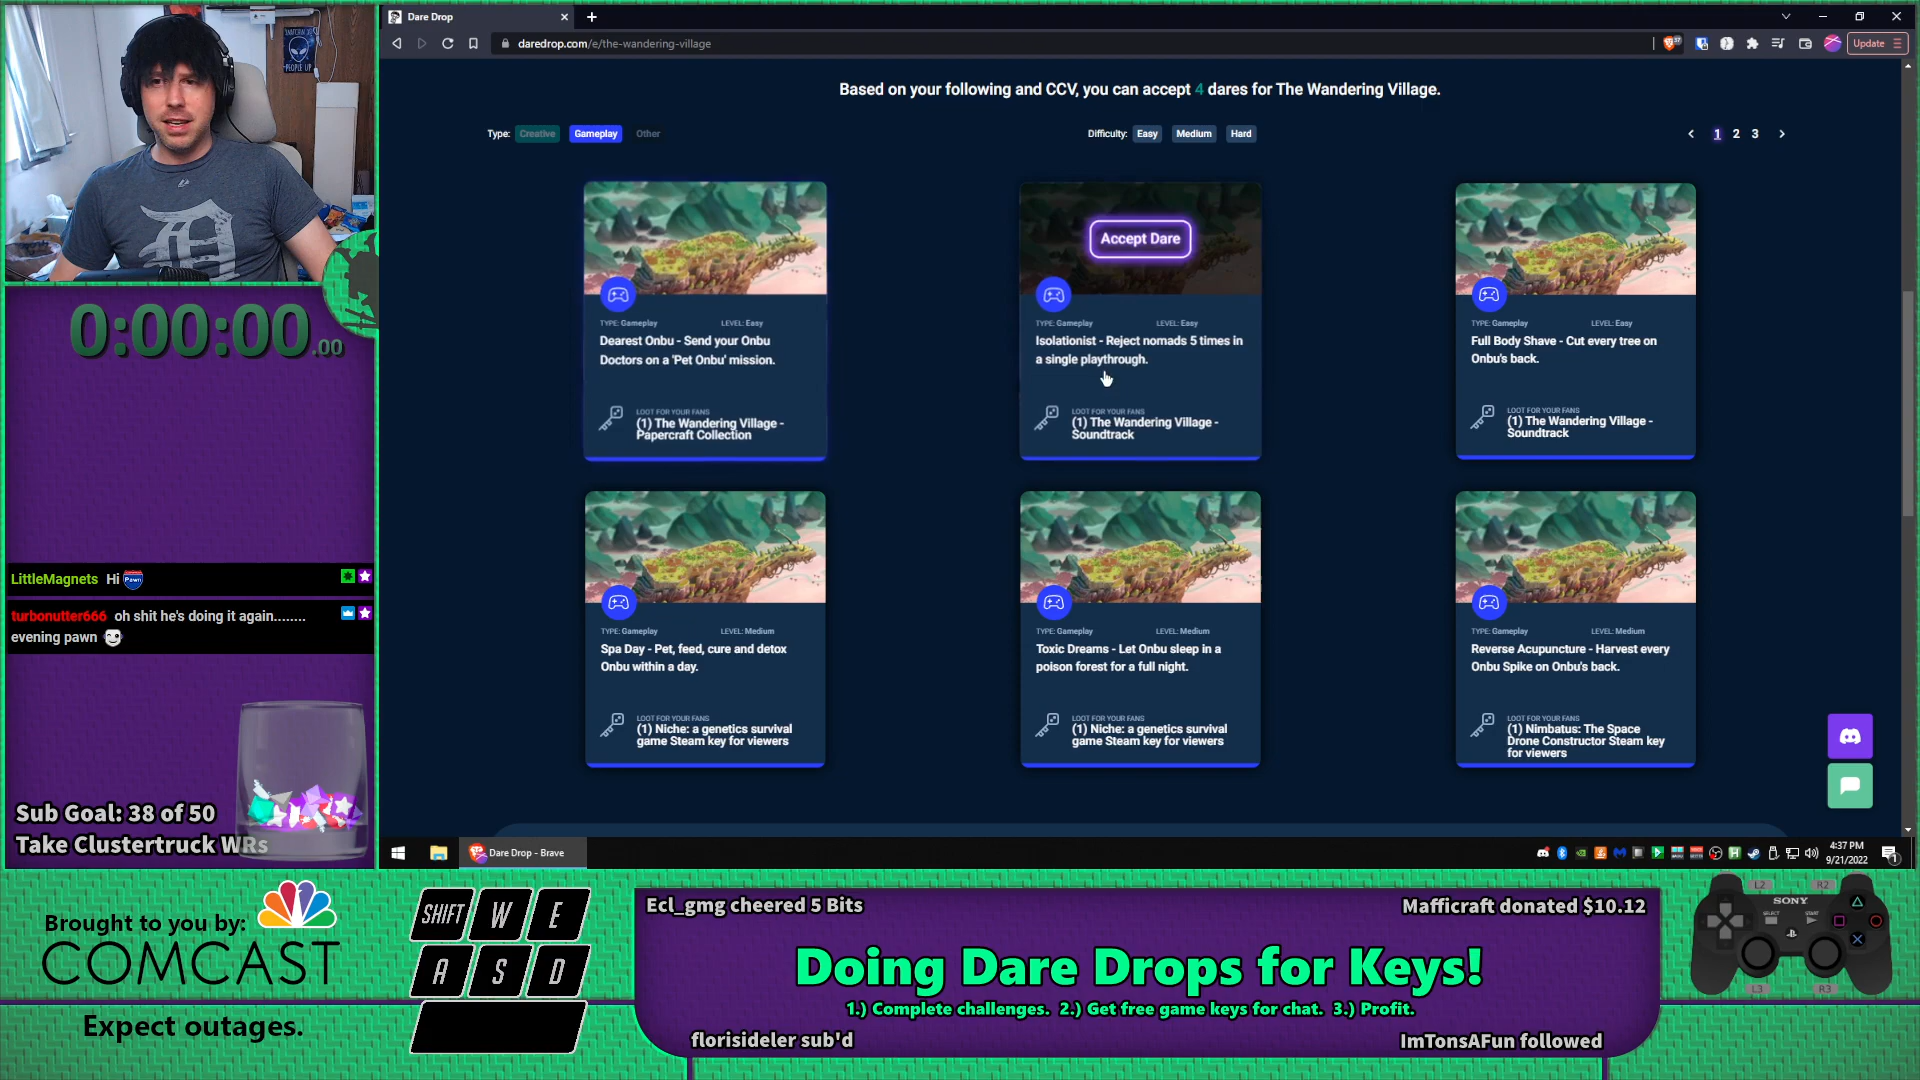 Dare Drop
daredrop.com/e/the-wandering-village
Update
Based on your following and CCV, you can accept 4 dares for The Wandering Village.
Type: Creative Gameplay Other
Difficulty: Easy Medium Hard
< 1 2 3 >
TYPE: Gameplay LEVEL: Easy
Dearest Onbu - Send your Onbu
Doctors on a 'Pet Onbu' mission.
LOOT FOR YOUR FANS
(1) The Wandering Village -
Papercraft Collection
Accept Dare
TYPE: Gameplay LEVEL: Easy
Isolationist - Reject nomads 5 times in
a single playthrough.
LOOT FOR YOUR FANS
(1) The Wandering Village -
Soundtrack
TYPE: Gameplay LEVEL: Easy
Full Body Shave - Cut every tree on
Onbu's back.
LOOT FOR YOUR FANS
(1) The Wandering Village -
Soundtrack
TYPE: Gameplay LEVEL: Medium
Spa Day - Pet, feed, cure and detox
Onbu within a day.
LOOT FOR YOUR FANS
(1) Niche: a genetics survival
game Steam key for viewers
TYPE: Gameplay LEVEL: Medium
Toxic Dreams - Let Onbu sleep in a
poison forest for a full night.
LOOT FOR YOUR FANS
(1) Niche: a genetics survival
game Steam key for viewers
TYPE: Gameplay LEVEL: Medium
Reverse Acupuncture - Harvest every
Onbu Spike on Onbu's back.
LOOT FOR YOUR FANS
(1) Nimbatus: The Space
Drone Constructor Steam key
for viewers
Dare Drop - Brave
4:37 PM
9/21/2022
PEOPLE UP
0:00:00.00
LittleMagnets Hi Pawn
turbonutter666 oh shit he's doing it again........
evening pawn
Sub Goal: 38 of 50
Take Clustertruck WRs
Brought to you by:
COMCAST
Expect outages.
SHIFT W E
A S D
Ecl_gmg cheered 5 Bits
Mafficraft donated $10.12
Doing Dare Drops for Keys!
1.) Complete challenges. 2.) Get free game keys for chat. 3.) Profit.
florisideler sub'd
ImTonsAFun followed
L2 R2
SONY
SELECT START
L3 R3